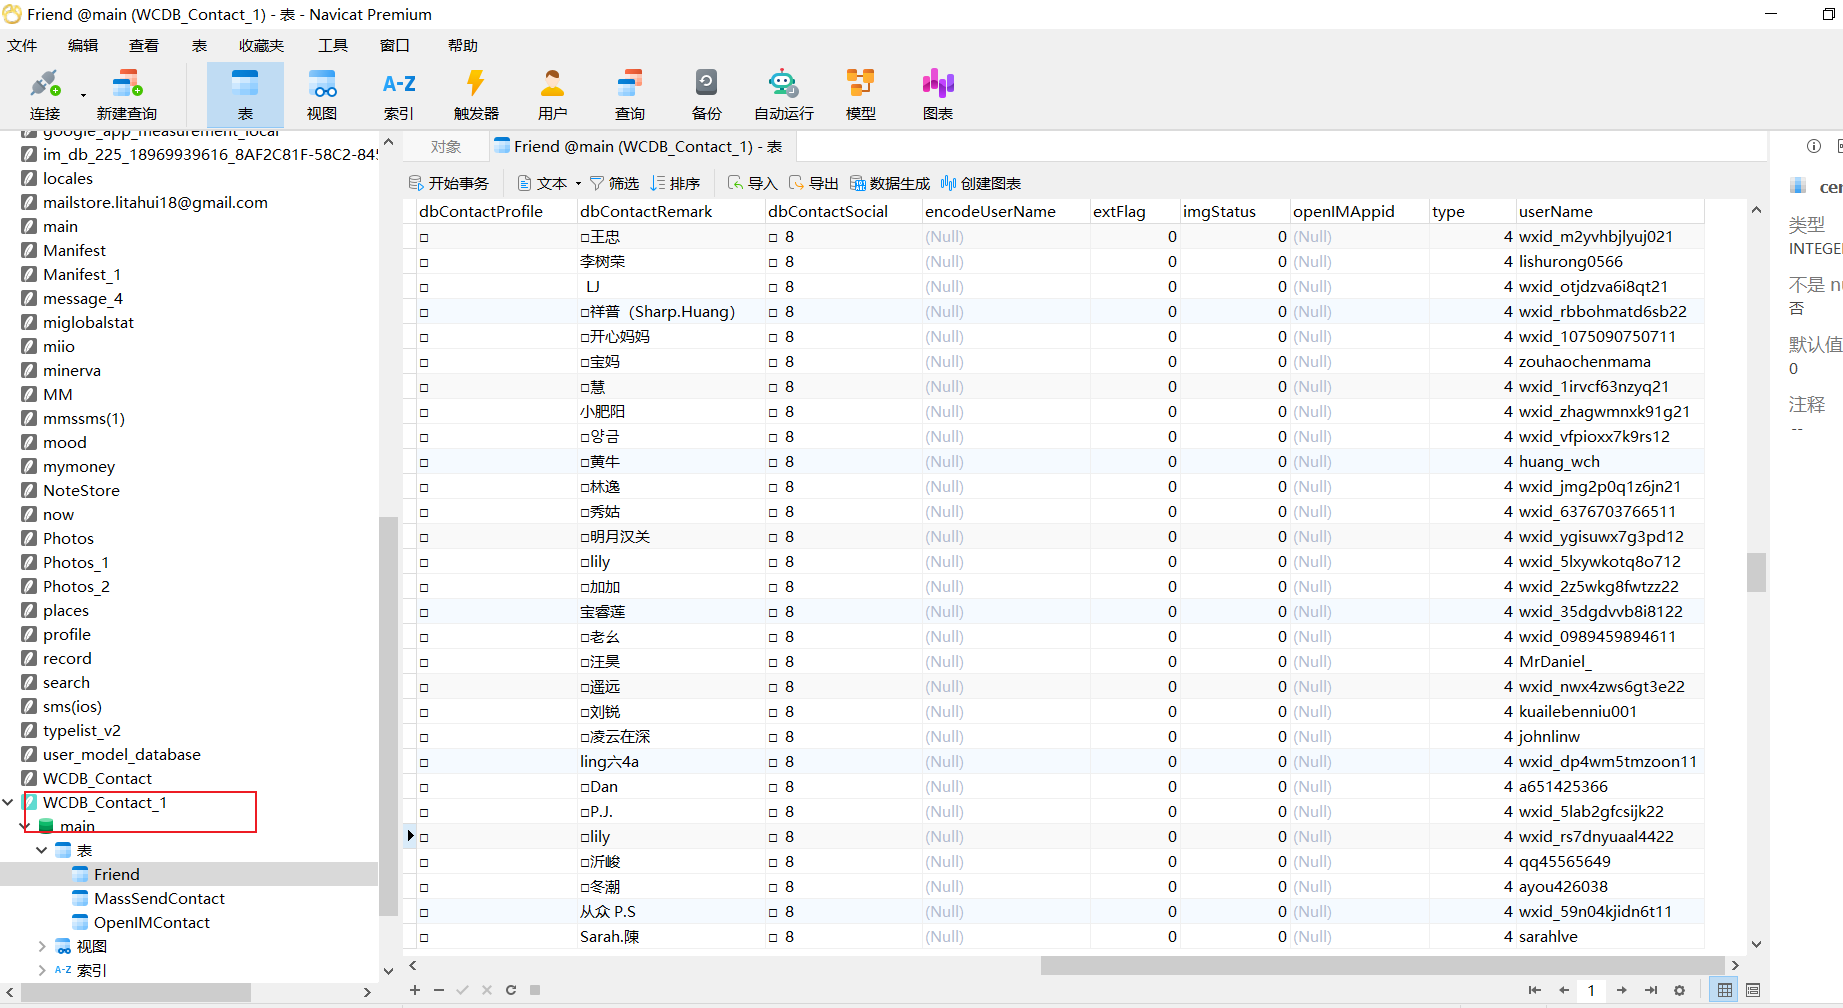 Friend @main (WCDB_Contact_1) - 表 - Navicat Premium
文件 编辑 查看 表 收藏夹 工具 窗口 帮助
连接 新建查询 表 视图 A-Z 索引 触发器 用户 查询 备份 自动运行 模型 图表
google_app_measurement_local
im_db_225_18969939616_8AF2C81F-58C2-845
locales
mailstore.litahui18@gmail.com
main
Manifest
Manifest_1
message_4
miglobalstat
miio
minerva
MM
mmssms(1)
mood
mymoney
NoteStore
now
Photos
Photos_1
Photos_2
places
profile
record
search
sms(ios)
typelist_v2
user_model_database
WCDB_Contact
WCDB_Contact_1
main
表
Friend
MassSendContact
OpenIMContact
视图
A-Z 索引
对象 Friend @main (WCDB_Contact_1) - 表
开始事务 文本 筛选 排序 导入 导出 数据生成 创建图表
dbContactProfile dbContactRemark dbContactSocial encodeUserName extFlag imgStatus openIMAppid type userName
□ □王忠 □ 8 (Null) 0 0 (Null) 4 wxid_m2yvhbjlyuj021
□ 李树荣 □ 8 (Null) 0 0 (Null) 4 lishurong0566
□ LJ □ 8 (Null) 0 0 (Null) 4 wxid_otjdzva6i8qt21
□ □祥普（Sharp.Huang） □ 8 (Null) 0 0 (Null) 4 wxid_rbbohmatd6sb22
□ □开心妈妈 □ 8 (Null) 0 0 (Null) 4 wxid_1075090750711
□ □宝妈 □ 8 (Null) 0 0 (Null) 4 zouhaochenmama
□ □慧 □ 8 (Null) 0 0 (Null) 4 wxid_1irvcf63nzyq21
□ 小肥阳 □ 8 (Null) 0 0 (Null) 4 wxid_zhagwmnxk91g21
□ □양금 □ 8 (Null) 0 0 (Null) 4 wxid_vfpioxx7k9rs12
□ □黄牛 □ 8 (Null) 0 0 (Null) 4 huang_wch
□ □林逸 □ 8 (Null) 0 0 (Null) 4 wxid_jmg2p0q1z6jn21
□ □秀姑 □ 8 (Null) 0 0 (Null) 4 wxid_6376703766511
□ □明月汉关 □ 8 (Null) 0 0 (Null) 4 wxid_ygisuwx7g3pd12
□ □lily □ 8 (Null) 0 0 (Null) 4 wxid_5lxywkotq8o712
□ □加加 □ 8 (Null) 0 0 (Null) 4 wxid_2z5wkg8fwtzz22
□ 宝睿莲 □ 8 (Null) 0 0 (Null) 4 wxid_35dgdvvb8i8122
□ □老幺 □ 8 (Null) 0 0 (Null) 4 wxid_0989459894611
□ □汪昊 □ 8 (Null) 0 0 (Null) 4 MrDaniel_
□ □遥远 □ 8 (Null) 0 0 (Null) 4 wxid_nwx4zws6gt3e22
□ □刘锐 □ 8 (Null) 0 0 (Null) 4 kuailebenniu001
□ □凌云在深 □ 8 (Null) 0 0 (Null) 4 johnlinw
□ ling六4a □ 8 (Null) 0 0 (Null) 4 wxid_dp4wm5tmzoon11
□ □Dan □ 8 (Null) 0 0 (Null) 4 a651425366
□ □P.J. □ 8 (Null) 0 0 (Null) 4 wxid_5lab2gfcsijk22
□ □lily □ 8 (Null) 0 0 (Null) 4 wxid_rs7dnyuaal4422
□ □沂峻 □ 8 (Null) 0 0 (Null) 4 qq45565649
□ □冬潮 □ 8 (Null) 0 0 (Null) 4 ayou426038
□ 从众 P.S □ 8 (Null) 0 0 (Null) 4 wxid_59n04kjidn6t11
□ Sarah.陳 □ 8 (Null) 0 0 (Null) 4 sarahlve
1
cer
类型
INTEGE
不是 n
否
默认值
0
注释
--